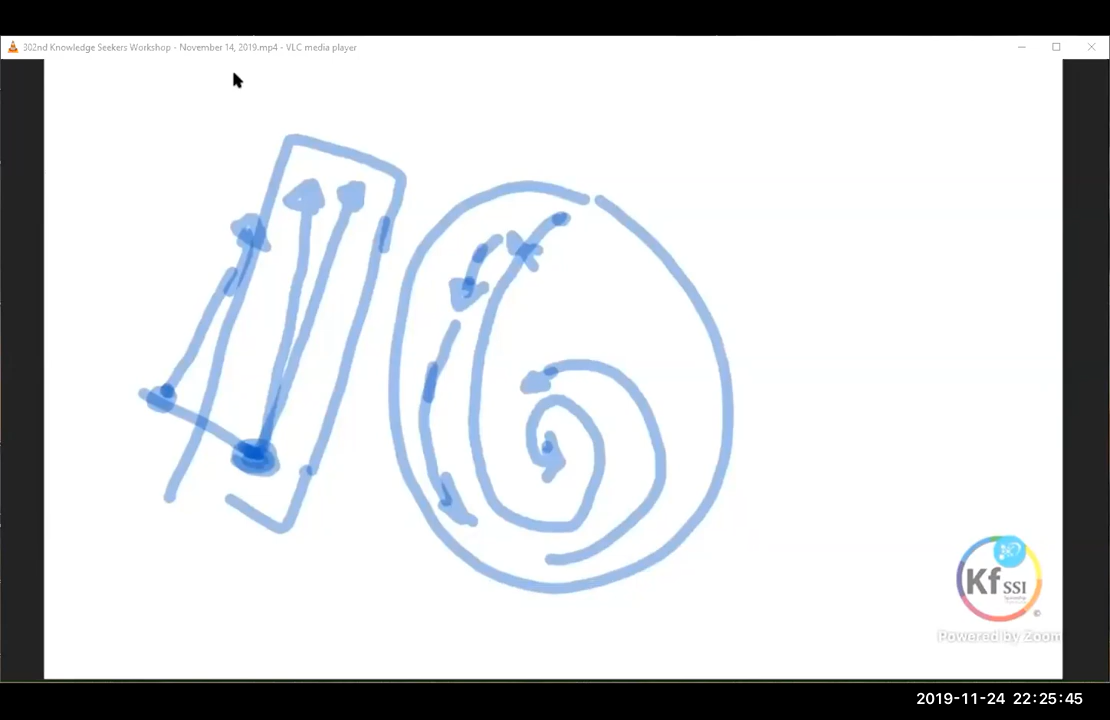 302nd Knowledge Seekers Workshop - November 14, 2019.mp4 - VLC media player
Kf SSI
©
Powered by Zoom
2019-11-24 22:25:45